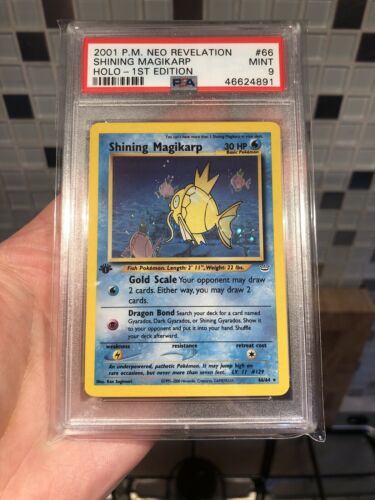 2001 P.M. NEO REVELATION #66
SHINING MAGIKARP MINT
HOLO - 1ST EDITION PSA 9
46624891
You can't have more than 1 Shining Magikarp in your deck.
Shining Magikarp 30 HP
Basic Pokémon
Fish Pokémon. Length: 2' 11", Weight: 22 lbs.
Gold Scale Your opponent may draw
2 cards. Either way, you may draw 2
cards.
Dragon Bond Search your deck for a card named
Gyarados, Dark Gyarados, or Shining Gyarados. Show
it to your opponent and put it into your hand. Shuffle
your deck afterward.
weakness resistance retreat cost
An underpowered, pathetic Pokémon. It may jump high on
rare occasions, but never more than seven feet. LV. 11 #129
Illus. Ken Sugimori
66/64